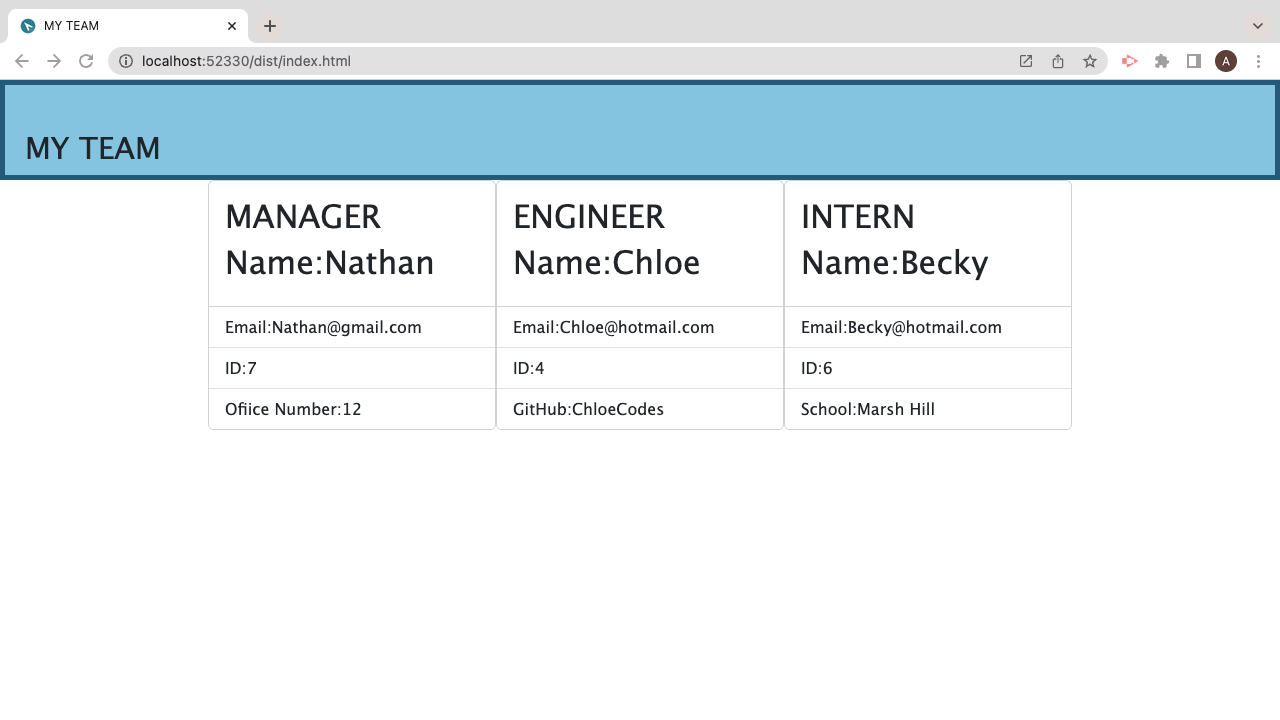 MY TEAM
localhost:52330/dist/index.html
A
MY TEAM
MANAGER
Name:Nathan
Email:Nathan@gmail.com
ID:7
Ofiice Number:12
ENGINEER
Name:Chloe
Email:Chloe@hotmail.com
ID:4
GitHub:ChloeCodes
INTERN
Name:Becky
Email:Becky@hotmail.com
ID:6
School:Marsh Hill